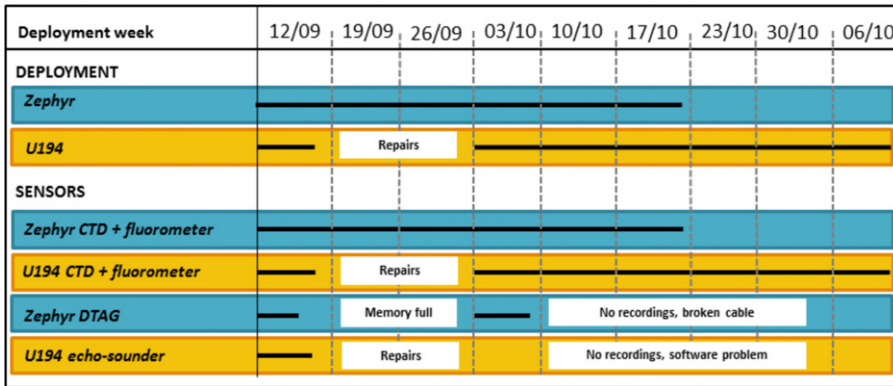 Deployment week 12/09 19/09 26/09 03/10 10/10 17/10 23/10 30/10 06/10
DEPLOYMENT
Zephyr
U194 Repairs
SENSORS
Zephyr CTD + fluorometer
U194 CTD + fluorometer Repairs
Zephyr DTAG Memory full No recordings, broken cable
U194 echo-sounder Repairs No recordings, software problem